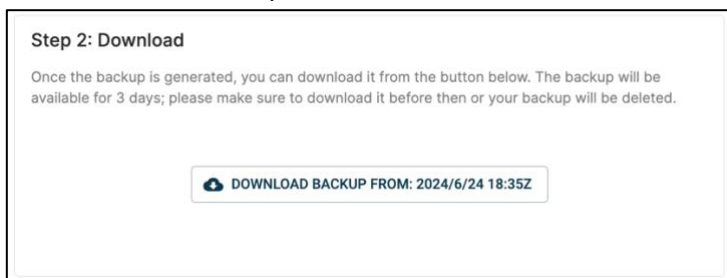 Step 2: Download
Once the backup is generated, you can download it from the button below. The backup will be
available for 3 days; please make sure to download it before then or your backup will be deleted.
DOWNLOAD BACKUP FROM: 2024/6/24 18:35Z